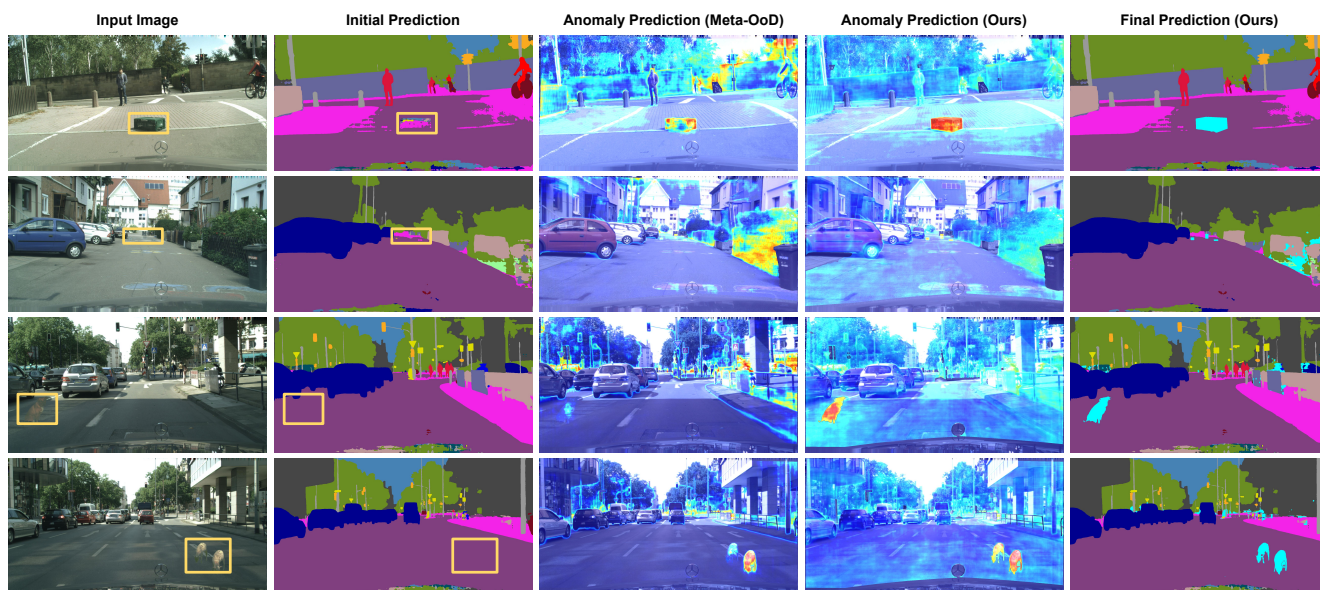 Input Image
Initial Prediction
Anomaly Prediction (Meta-OoD)
Anomaly Prediction (Ours)
Final Prediction (Ours)